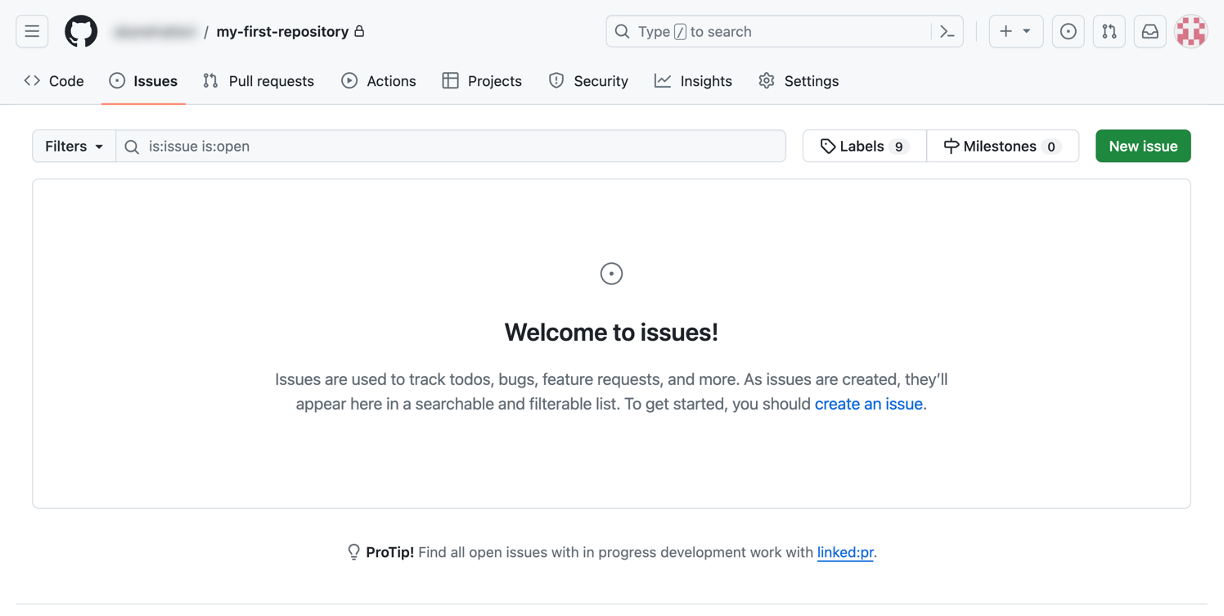 / my-first-repository
Type / to search
Code Issues Pull requests Actions Projects Security Insights Settings
Filters is:issue is:open Labels 9 Milestones 0 New issue
Welcome to issues!
Issues are used to track todos, bugs, feature requests, and more. As issues are created, they’ll
appear here in a searchable and filterable list. To get started, you should create an issue.
ProTip! Find all open issues with in progress development work with linked:pr.